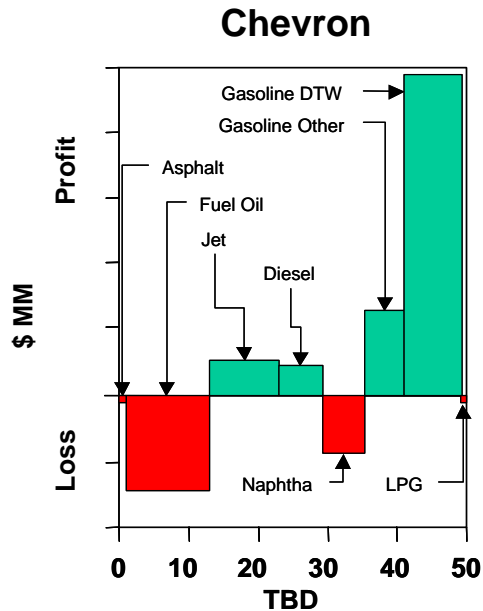 Chevron
Gasoline DTW
Gasoline Other
Asphalt
Fuel Oil
Jet
Diesel
Profit
$ MM
Loss
Naphtha
LPG
0 10 20 30 40 50
TBD